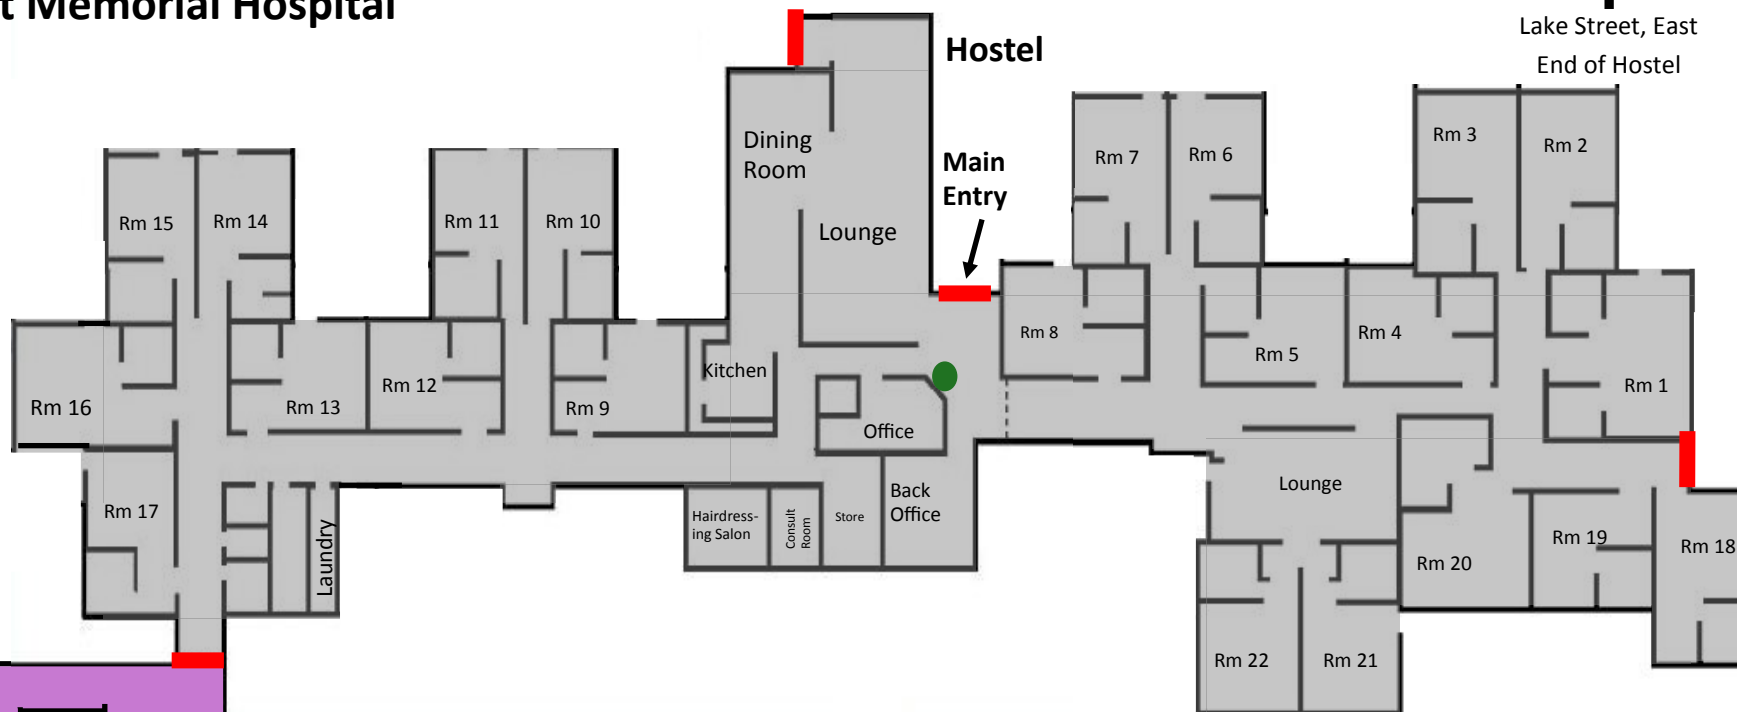 t Memorial Hospital
Lake Street, East
End of Hostel
Hostel
Main
Entry
Dining
Room
Lounge
Rm 7
Rm 6
Rm 3
Rm 2
Rm 15
Rm 14
Rm 11
Rm 10
Rm 8
Rm 5
Rm 4
Rm 1
Rm 16
Rm 13
Rm 12
Rm 9
Kitchen
Office
Rm 17
Laundry
Hairdress-
ing Salon
Consult
Room
Store
Back
Office
Lounge
Rm 20
Rm 19
Rm 18
Rm 22
Rm 21